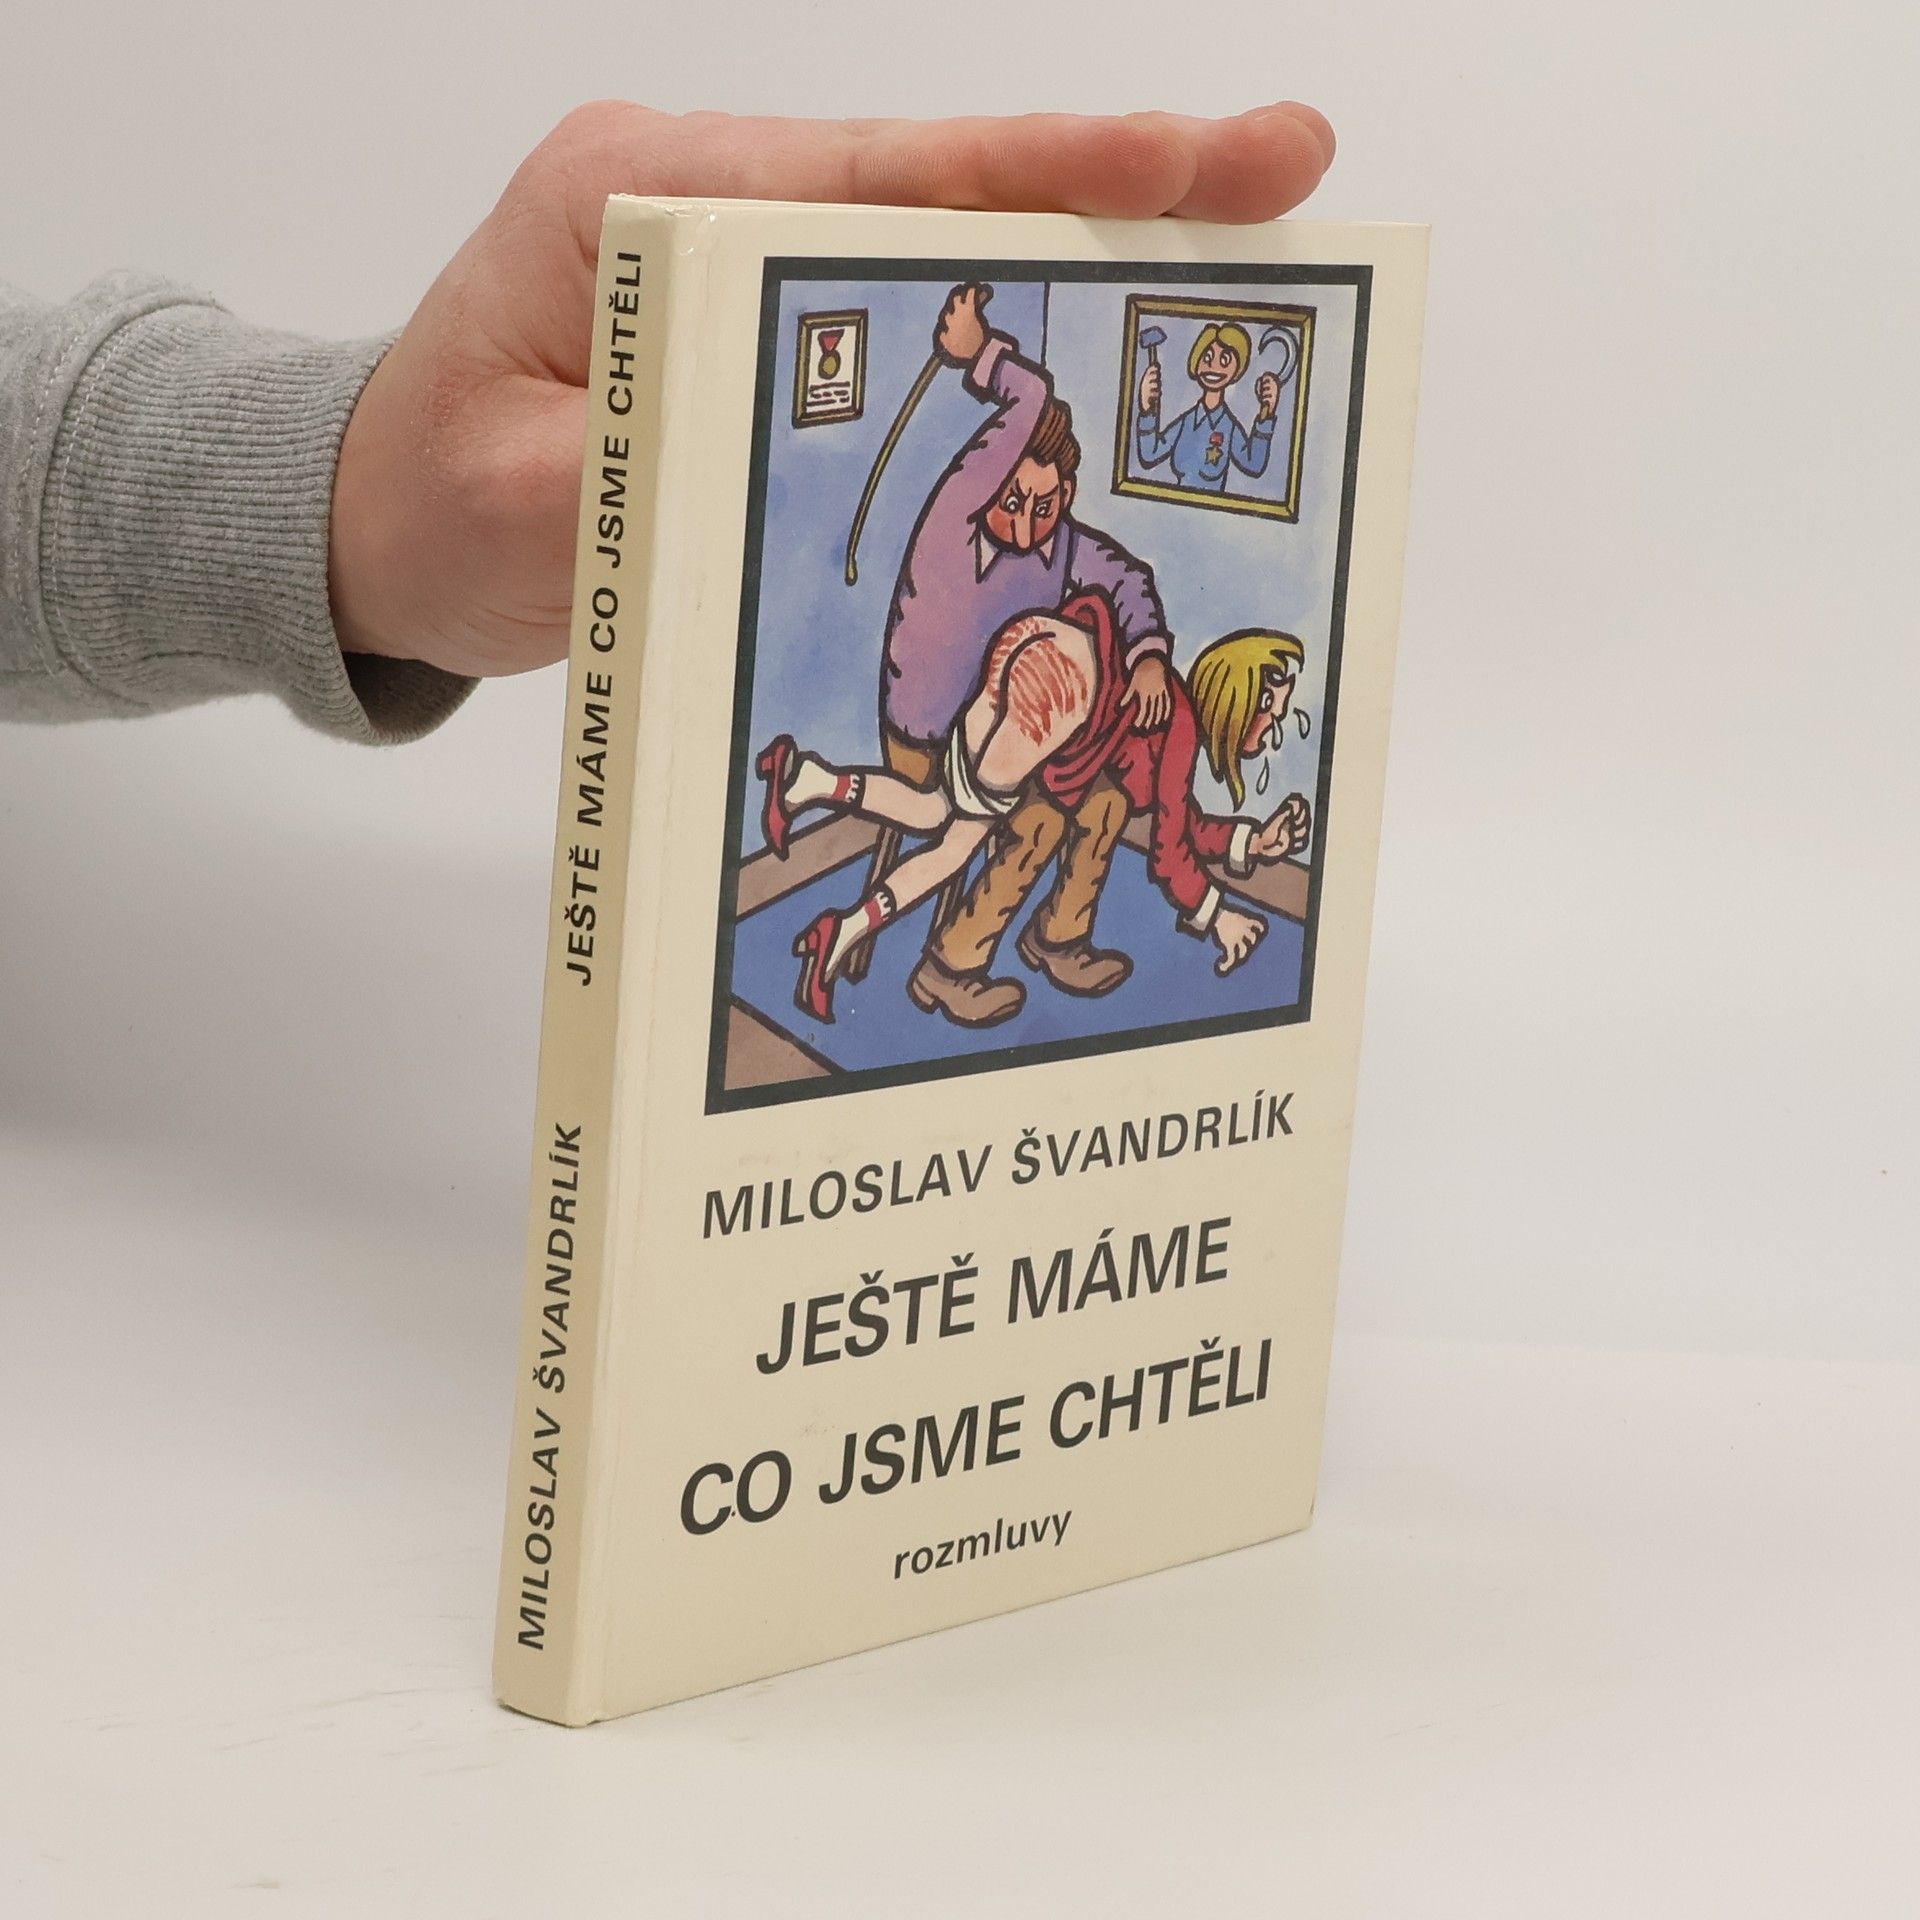 MILOSLAV ŠVANDRLÍK
JEŠTĚ MÁME CO JSME CHTĚLI
MILOSLAV ŠVANDRLÍK
JEŠTĚ MÁME
CO JSME CHTĚLI
rozmluvy